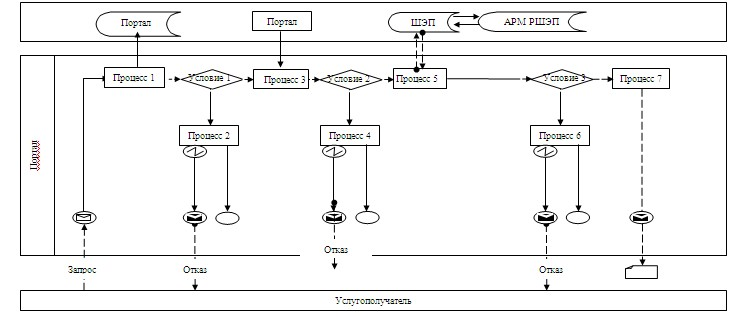 Портал
Портал
ШЭП
АРМ РШЭП
Процесс 1
Условие 1
Процесс 3
Условие 2
Процесс 5
Условие 3
Процесс 7
Процесс 2
Процесс 4
Процесс 6
Портал
Запрос
Отказ
Отказ
Отказ
Услугополучатель